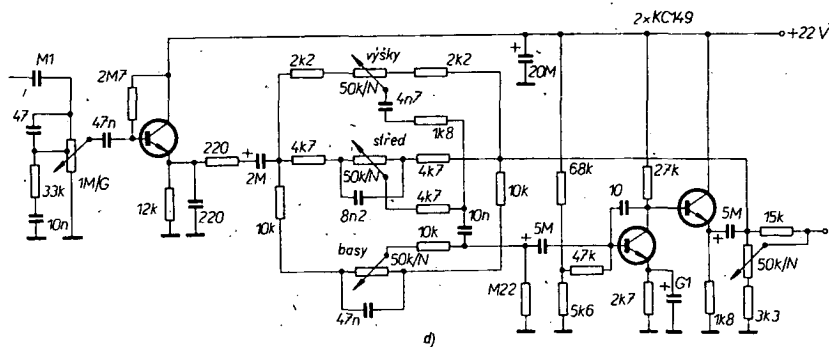 2xKC149
+22 V
M1
2M7
47
47n
33k
1M/G
10n
12k
220
220
2M
2k2
výšky
50k/N
2k2
4n7
1k8
20M
4k7
střed
50k/N
4k7
8n2
4k7
10k
10k
10n
basy
10k
50k/N
47n
68k
27k
10
5M
47k
M22
5k6
2k7
G1
5M
15k
50k/N
1k8
3k3
d)